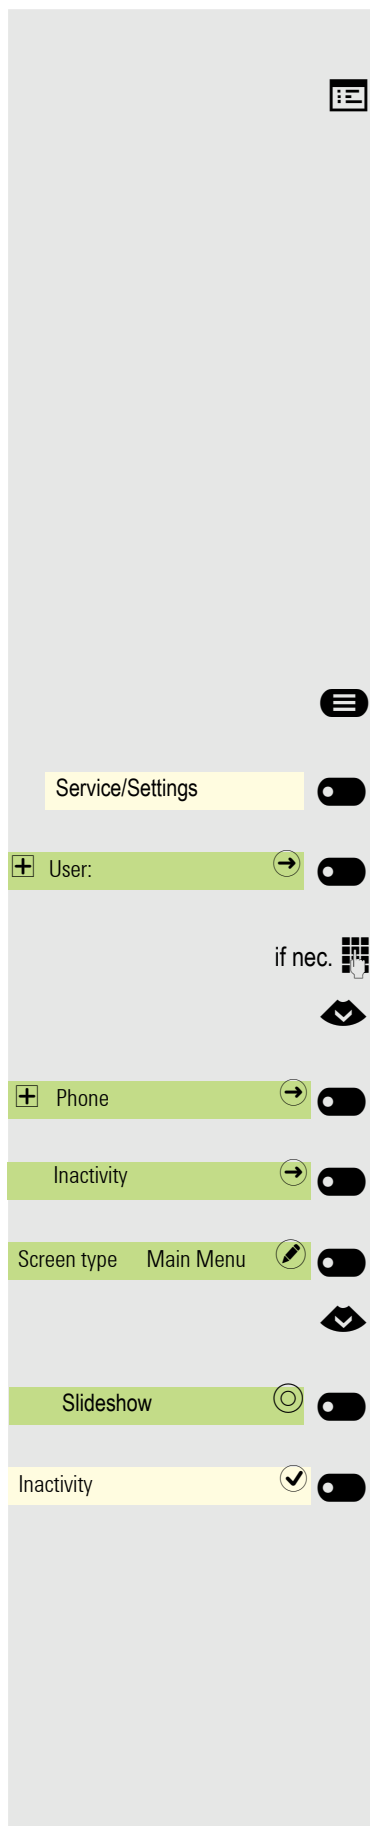 Service/Settings
User:
if nec.
Phone
Inactivity
Screen type Main Menu
Slideshow
Inactivity